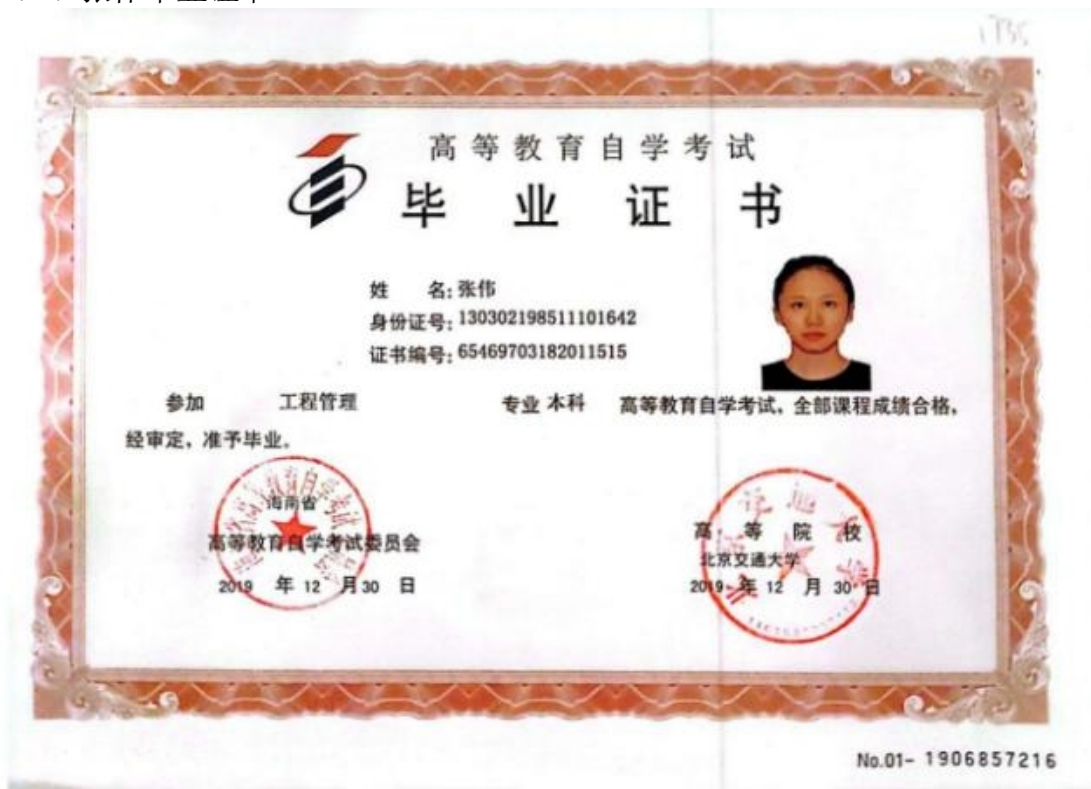 高等教育自学考试
毕业证书
姓 名: 张伟
身份证号: 130302198511101642
证书编号: 65469703182011515
参加 工程管理 专业 本科 高等教育自学考试, 全部课程成绩合格,
经审定, 准予毕业.
海南省
高等教育自学考试委员会
2019 年 12 月 30 日
高等院校
北京交通大学
2019 年 12 月 30 日
No.01- 1906857216